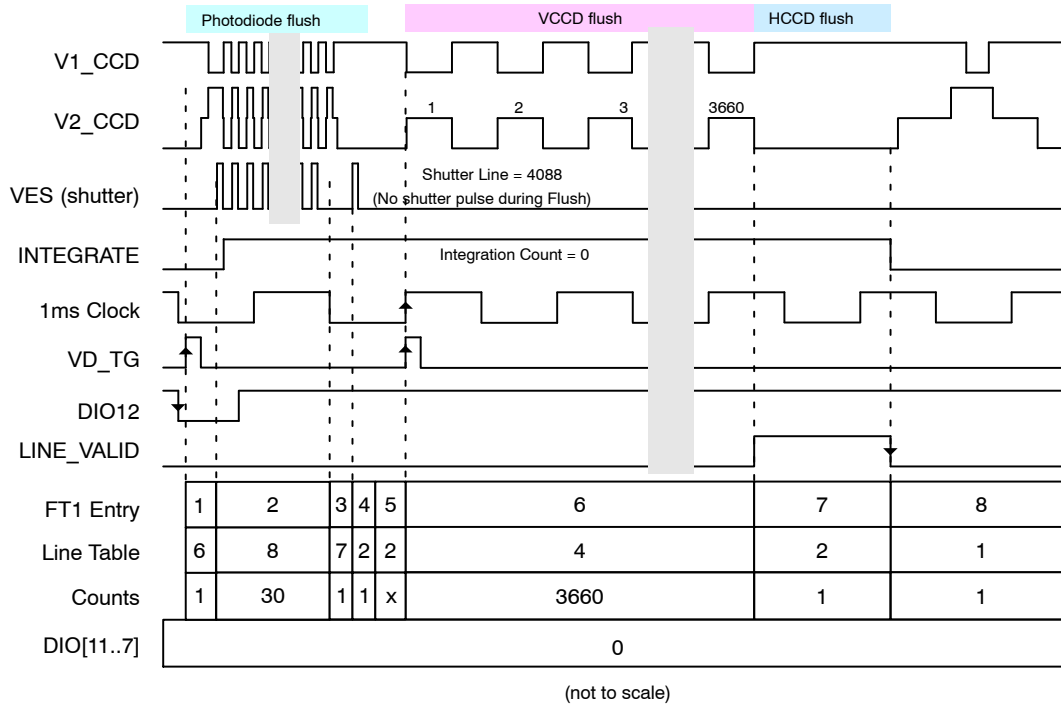 Photodiode flush VCCD flush HCCD flush
V1_CCD
V2_CCD 1 2 3 3660
VES (shutter) Shutter Line = 4088
(No shutter pulse during Flush)
INTEGRATE Integration Count = 0
1ms Clock
VD_TG
DIO12
LINE_VALID
FT1 Entry 1 2 3 4 5 6 7 8
Line Table 6 8 7 2 2 4 2 1
Counts 1 30 1 1 x 3660 1 1
DIO[11..7] 0
(not to scale)